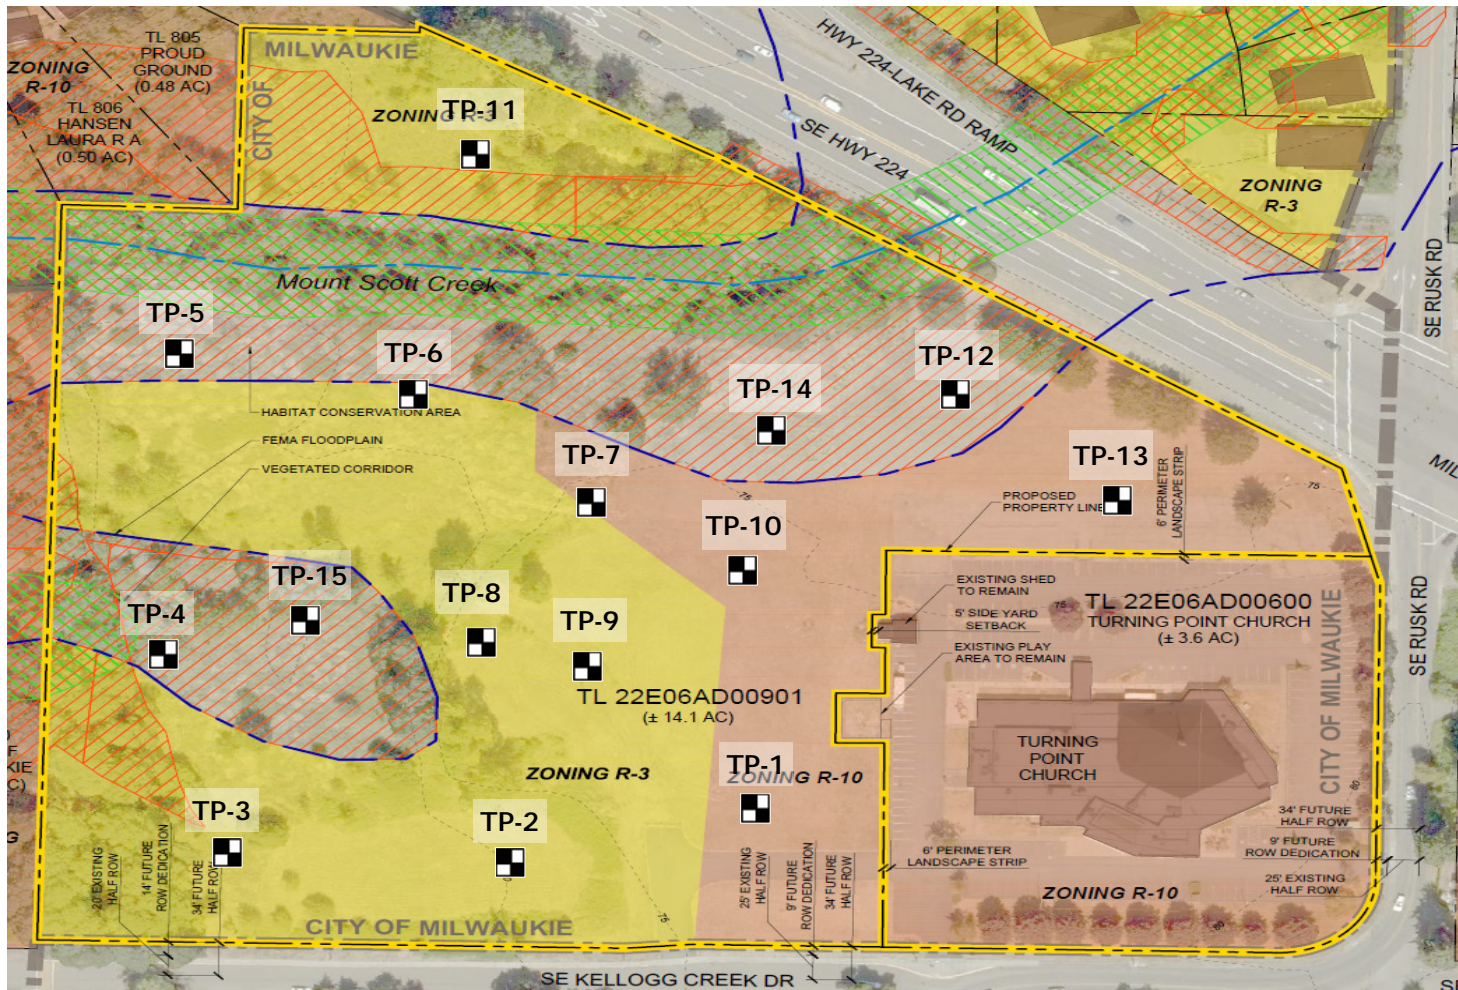 TL 805
PROUD
GROUND
(0.48 AC)
ZONING
R-10
TL 806
HANSEN
LAURA R A
(0.50 AC)
CITY OF
MILWAUKIE
ZONING
TP-11
HWY 224-LAKE RD RAMP
SE HWY 224
ZONING
R-3
SE RUSK RD
Mount Scott Creek
TP-5
TP-6
TP-12
TP-14
HABITAT CONSERVATION AREA
FEMA FLOODPLAIN
VEGETATED CORRIDOR
TP-7
TP-13
75
75
PROPOSED
PROPERTY LINE
6' PERIMETER
LANDSCAPE STRIP
TP-10
TP-15
TP-8
TP-4
TP-9
EXISTING SHED
TO REMAIN
5' SIDE YARD
SETBACK
EXISTING PLAY
AREA TO REMAIN
75
TL 22E06AD00600
TURNING POINT CHURCH
(± 3.6 AC)
CITY OF MILWAUKIE
SE RUSK RD
TL 22E06AD00901
(± 14.1 AC)
TURNING
POINT
CHURCH
ZONING R-3
TP-1
ZONING R-10
TP-3
TP-2
80
34' FUTURE
HALF ROW
9' FUTURE
ROW DEDICATION
25' EXISTING
HALF ROW
6' PERIMETER
LANDSCAPE STRIP
20' EXISTING
HALF ROW
14' FUTURE
ROW DEDICATION
34' FUTURE
HALF ROW
25' EXISTING
HALF ROW
9' FUTURE
ROW DEDICATION
34' FUTURE
HALF ROW
ZONING R-10
75
80
CITY OF MILWAUKIE
SE KELLOGG CREEK DR